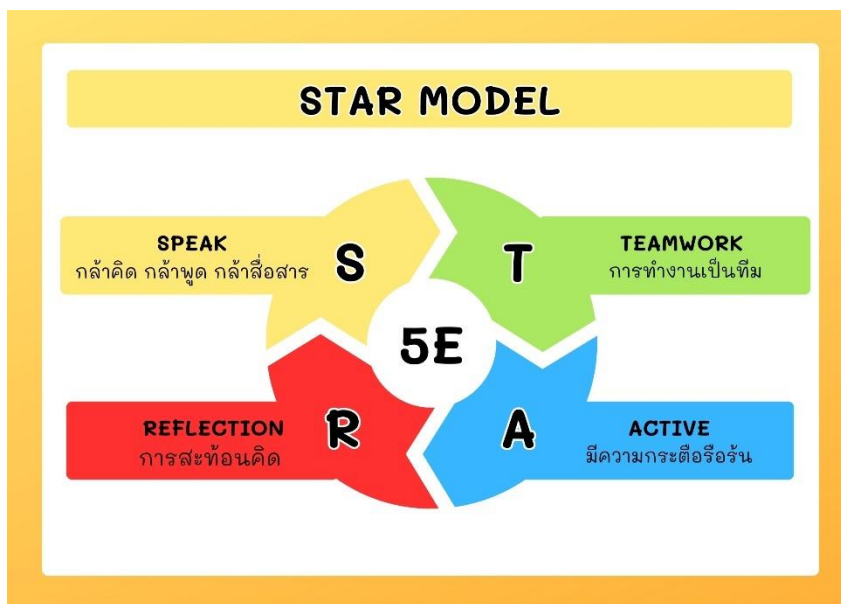 STAR MODEL
SPEAK
กล้าคิด กล้าพูด กล้าสื่อสาร
S
T
TEAMWORK
การทำงานเป็นทีม
5E
REFLECTION
การสะท้อนคิด
R
A
ACTIVE
มีความกระตือรือร้น